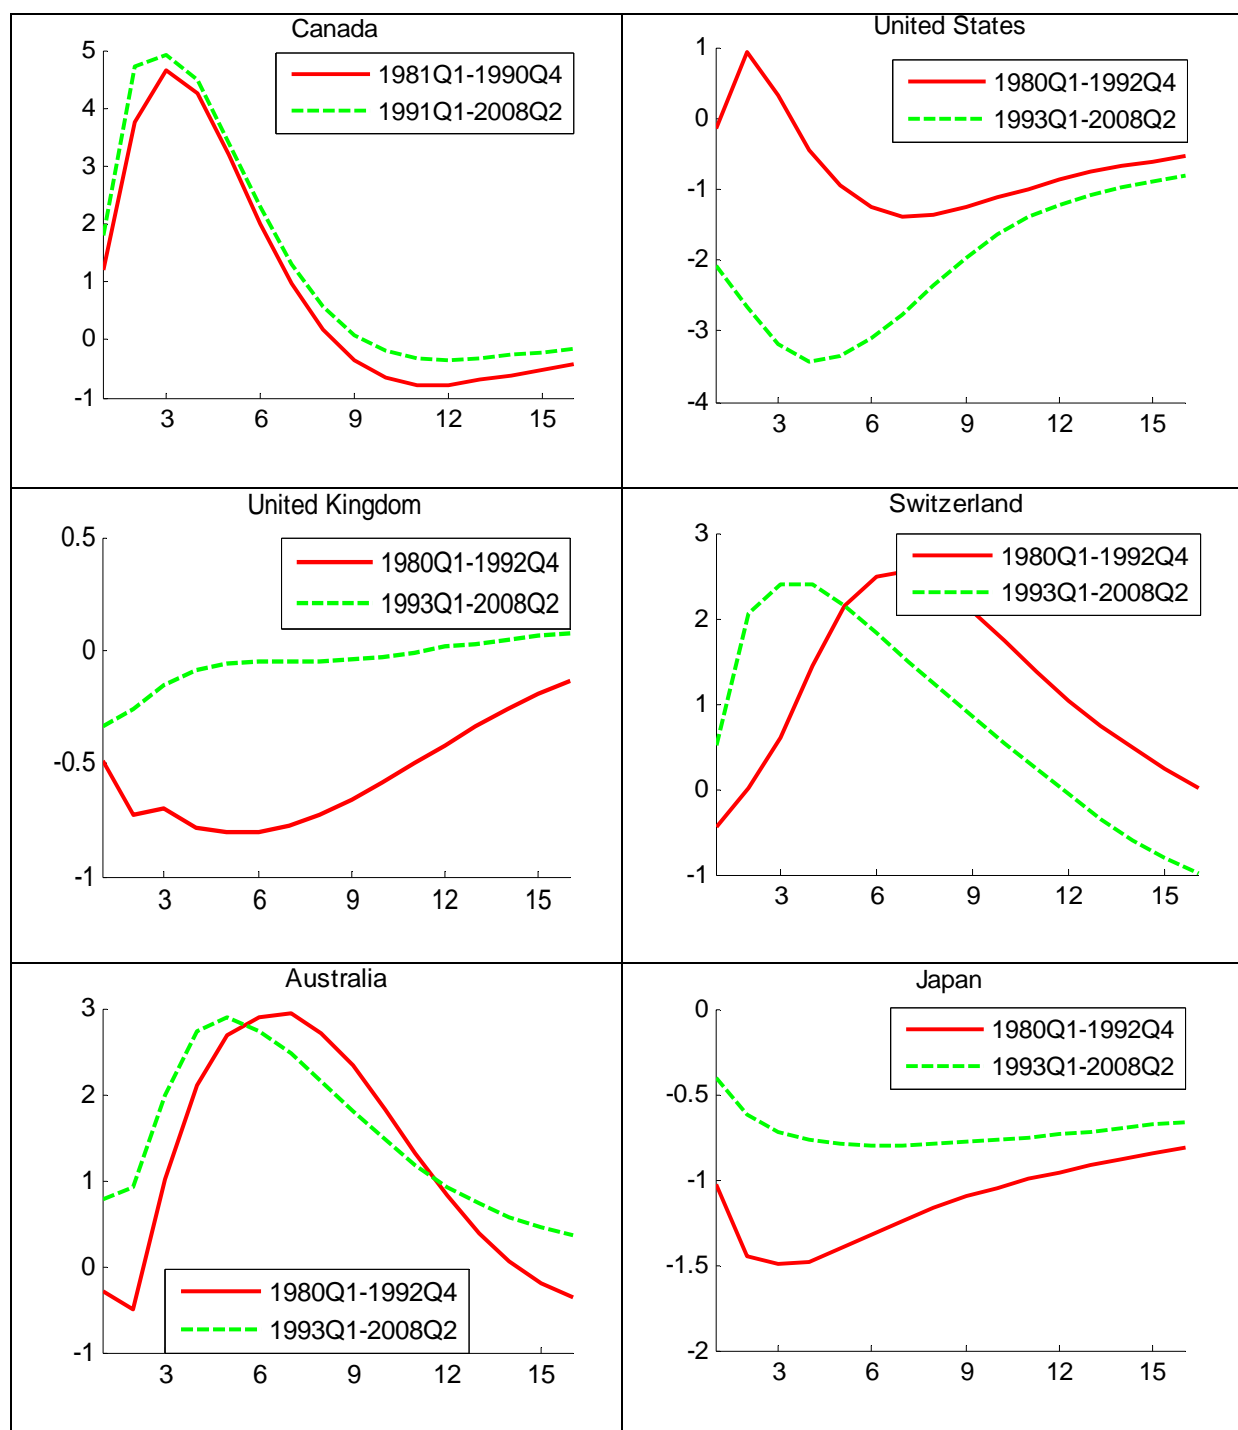 Canada
1981Q1-1990Q4
1991Q1-2008Q2
5
4
3
2
1
0
-1
3 6 9 12 15
United States
1980Q1-1992Q4
1993Q1-2008Q2
1
0
-1
-2
-3
-4
3 6 9 12 15
United Kingdom
1980Q1-1992Q4
1993Q1-2008Q2
0.5
0
-0.5
-1
3 6 9 12 15
Switzerland
1980Q1-1992Q4
1993Q1-2008Q2
3
2
1
0
-1
3 6 9 12 15
Australia
3
2
1
0
-1
1980Q1-1992Q4
1993Q1-2008Q2
3 6 9 12 15
Japan
1980Q1-1992Q4
1993Q1-2008Q2
0
-0.5
-1
-1.5
-2
3 6 9 12 15